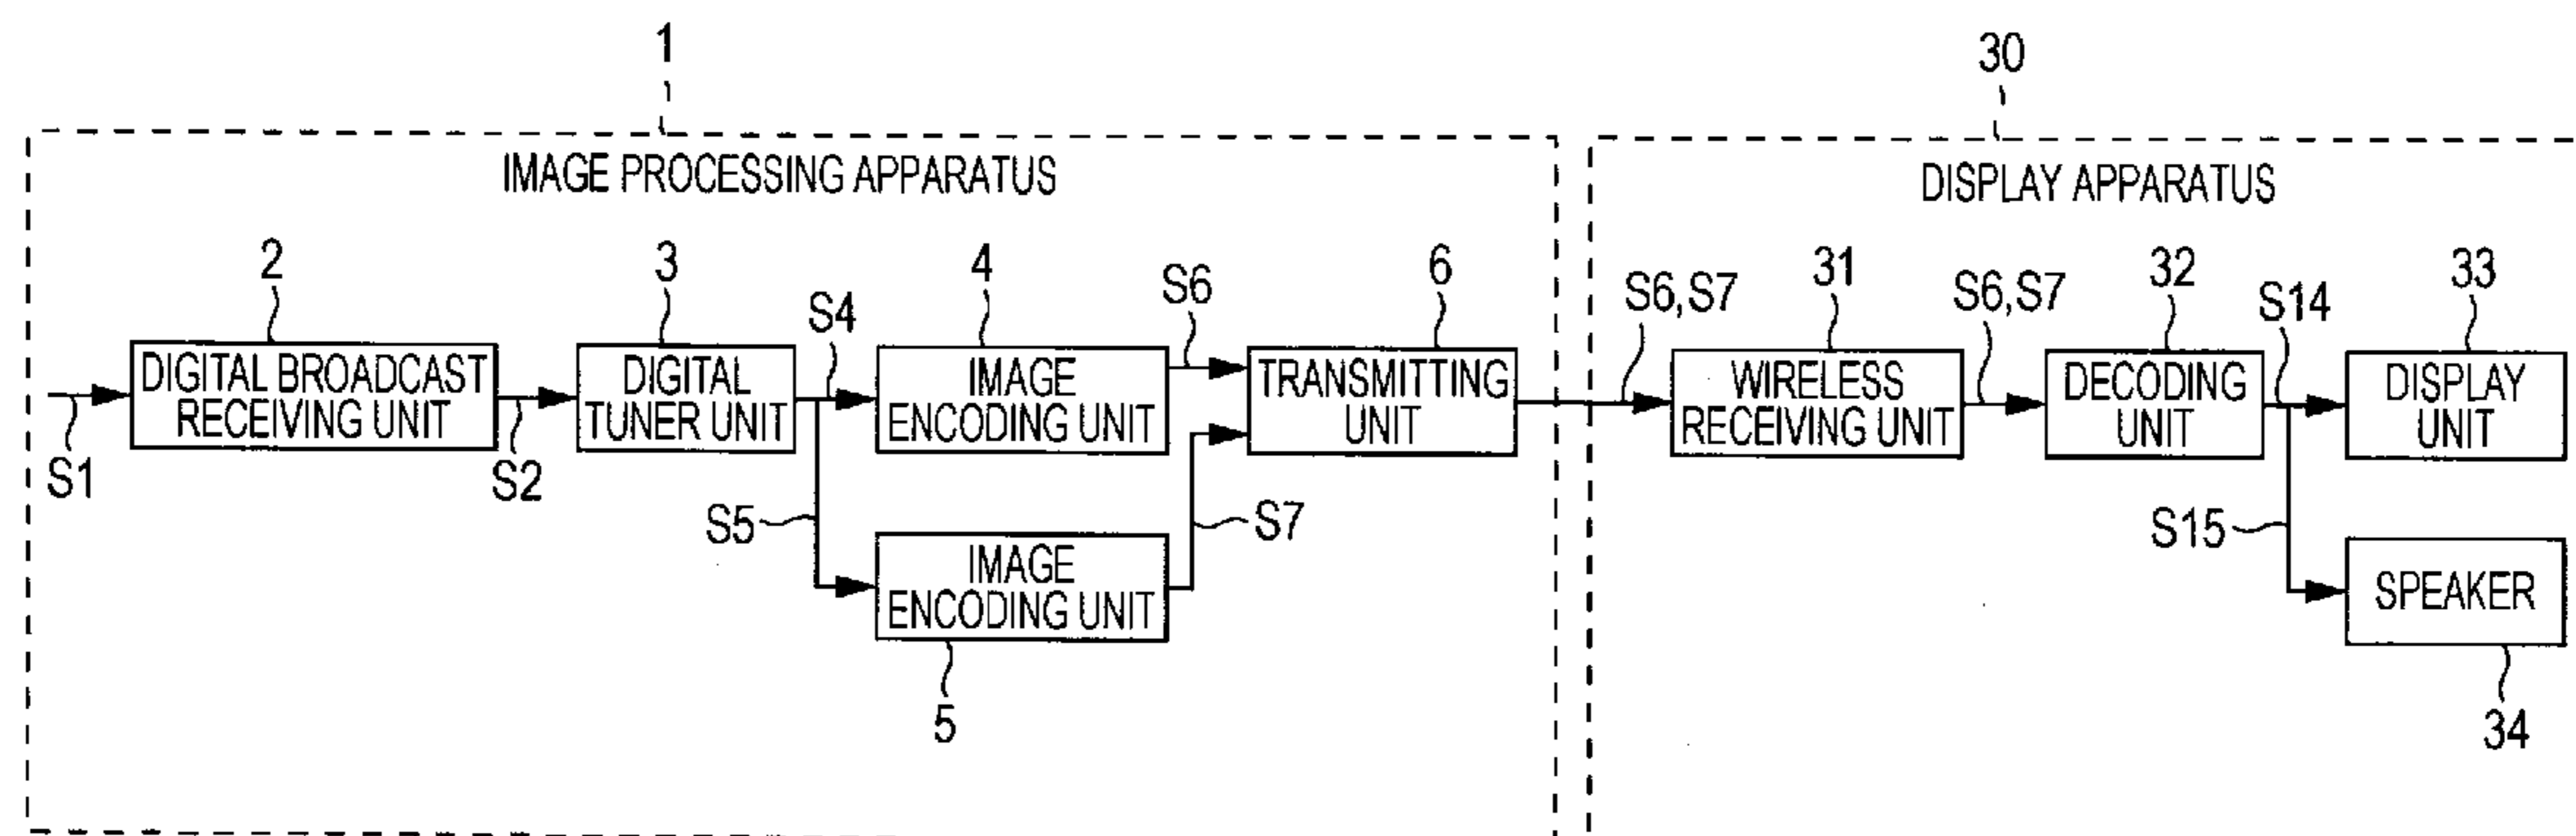 1
30
IMAGE PROCESSING APPARATUS
DISPLAY APPARATUS
2
3
4
6
31
32
33
S4
S6
S6,S7
S6,S7
S14
DIGITAL BROADCAST
RECEIVING UNIT
DIGITAL
TUNER UNIT
IMAGE
ENCODING UNIT
TRANSMITTING
UNIT
WIRELESS
RECEIVING UNIT
DECODING
UNIT
DISPLAY
UNIT
S1
S2
S5
S7
S15
IMAGE
ENCODING UNIT
SPEAKER
5
34